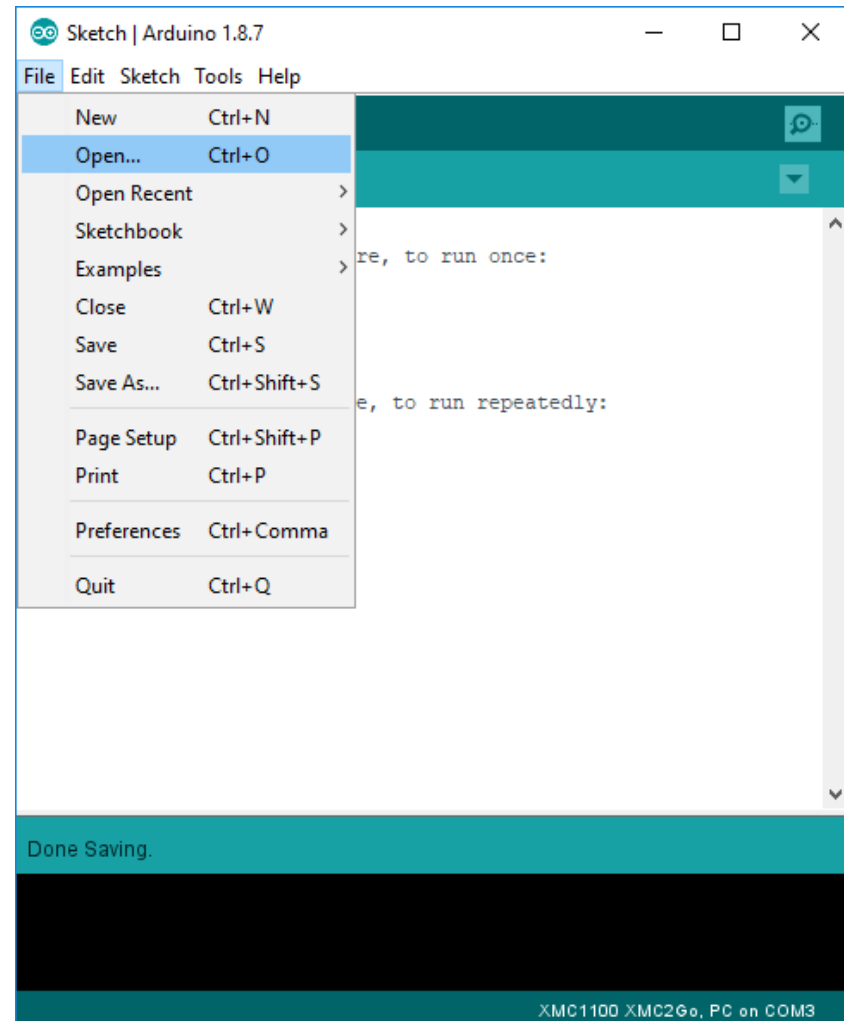 Sketch | Arduino 1.8.7
File Edit Sketch Tools Help
New Ctrl+N
Open... Ctrl+O
Open Recent
Sketchbook
re, to run once:
Examples
Close Ctrl+W
Save Ctrl+S
Save As... Ctrl+Shift+S
e, to run repeatedly:
Page Setup Ctrl+Shift+P
Print Ctrl+P
Preferences Ctrl+Comma
Quit Ctrl+Q
Done Saving.
XMC1100 XMC2Go, PC on COM3